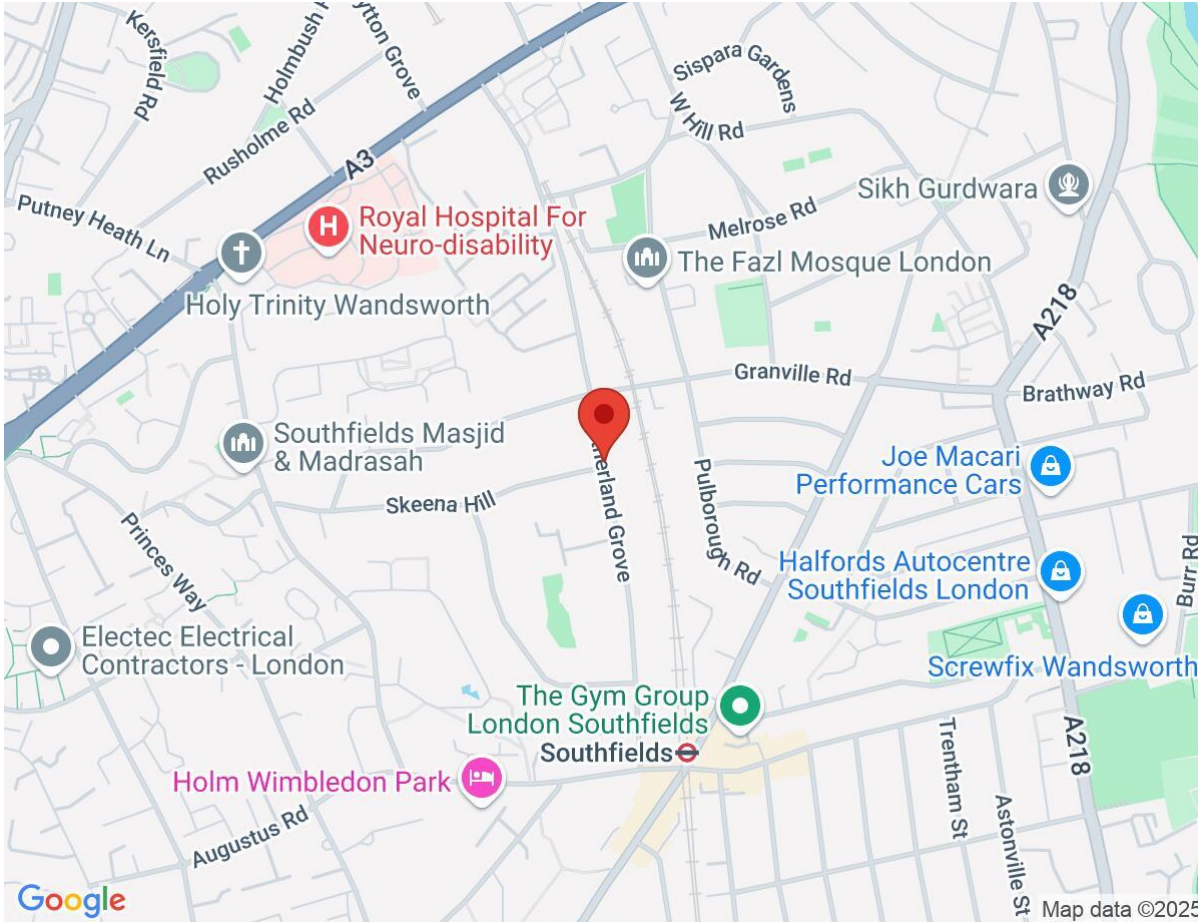 Kersfield Rd
Holmbush
ytton Grove
Rusholme Rd
A3
Sispara Gardens
W Hill Rd
Putney Heath Ln
H
Royal Hospital For
Neuro-disability
Sikh Gurdwara
Melrose Rd
The Fazl Mosque London
Holy Trinity Wandsworth
A218
Granville Rd
Brathway Rd
Southfields Masjid
& Madrasah
Joe Macari
Performance Cars
Skeena Hill
therland Grove
Pulborough Rd
Princes Way
Halfords Autocentre
Southfields London
Burr Rd
Electec Electrical
Contractors - London
Screwfix Wandsworth
The Gym Group
London Southfields
Southfields
Holm Wimbledon Park
A218
Trentham St
Astonville St
Augustus Rd
Google
Map data ©2025